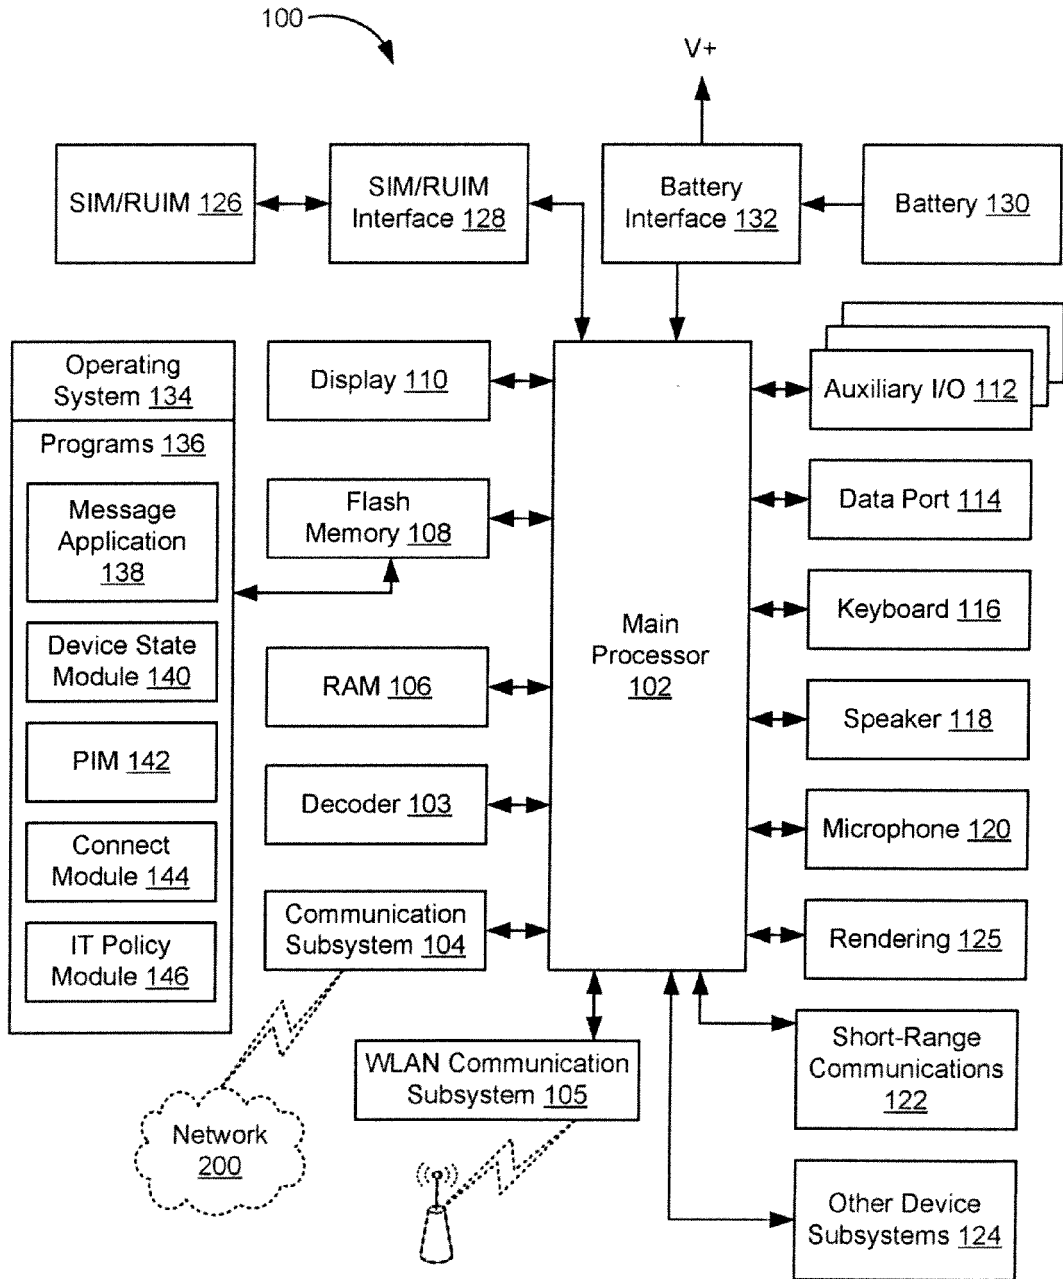 100
V+
SIM/RUIM 126
SIM/RUIM
Interface 128
Battery
Interface 132
Battery 130
Operating
System 134
Programs 136
Message
Application
138
Device State
Module 140
PIM 142
Connect
Module 144
IT Policy
Module 146
Display 110
Flash
Memory 108
RAM 106
Decoder 103
Communication
Subsystem 104
Main
Processor
102
Auxiliary I/O 112
Data Port 114
Keyboard 116
Speaker 118
Microphone 120
Rendering 125
Short-Range
Communications
122
WLAN Communication
Subsystem 105
Network
200
Other Device
Subsystems 124